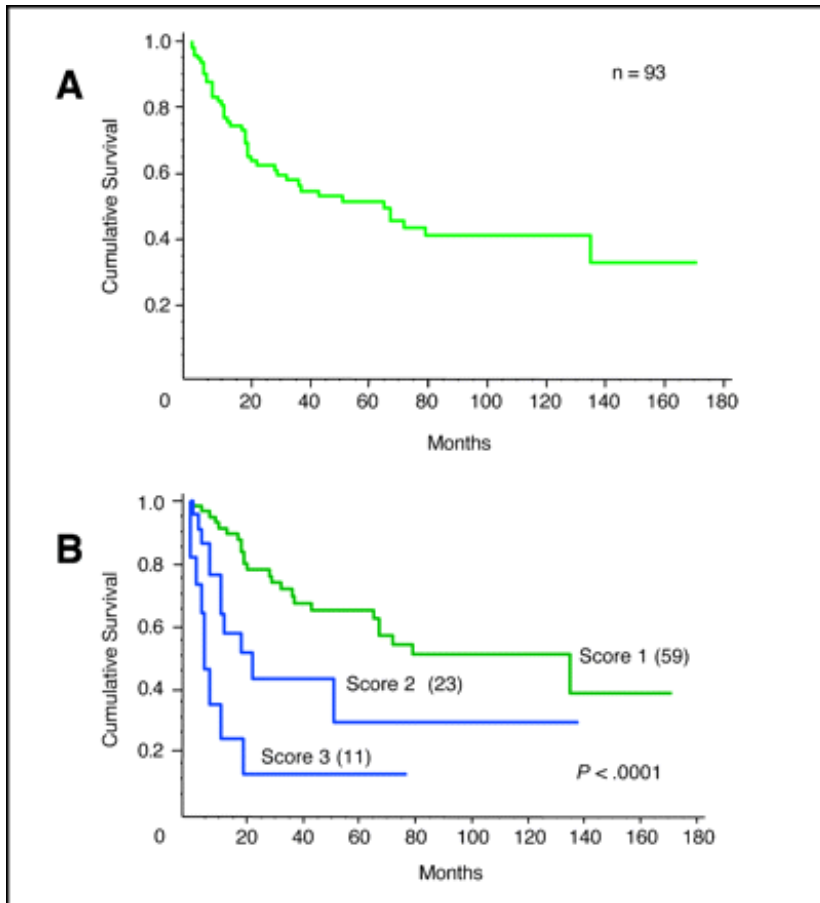 A
n = 93
Cumulative Survival
1.0
0.8
0.6
0.4
0.2
0 20 40 60 80 100 120 140 160 180
Months
B
Cumulative Survival
1.0
0.8
0.6
0.4
0.2
Score 1 (59)
Score 2 (23)
Score 3 (11)
P < .0001
0 20 40 60 80 100 120 140 160 180
Months